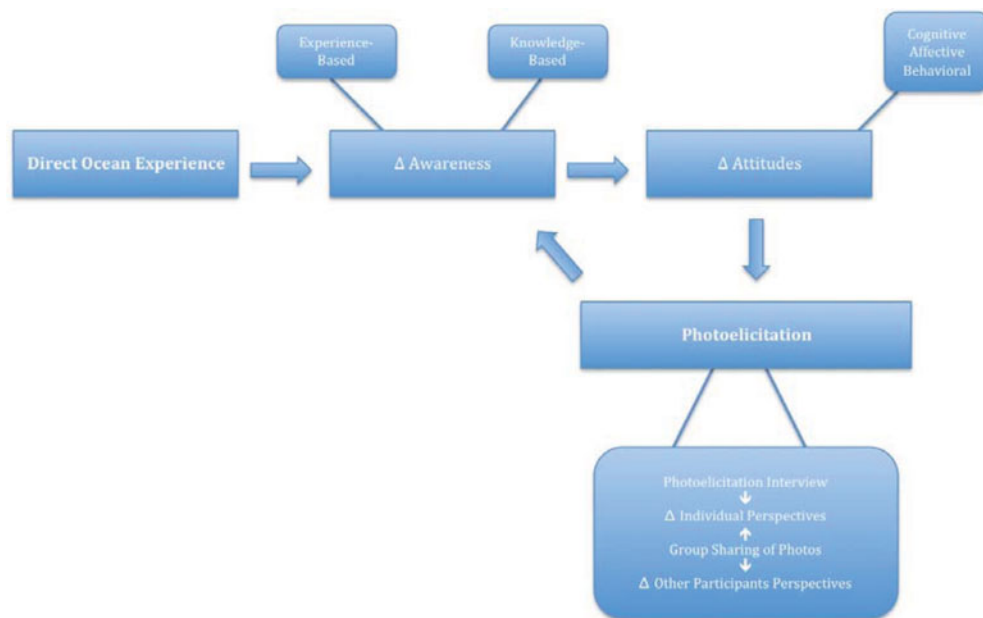 Experience-
Based
Knowledge-
Based
Cognitive
Affective
Behavioral
Direct Ocean Experience
Δ Awareness
Δ Attitudes
Photoelicitation
Photoelicitation Interview
Δ Individual Perspectives
Group Sharing of Photos
Δ Other Participants Perspectives